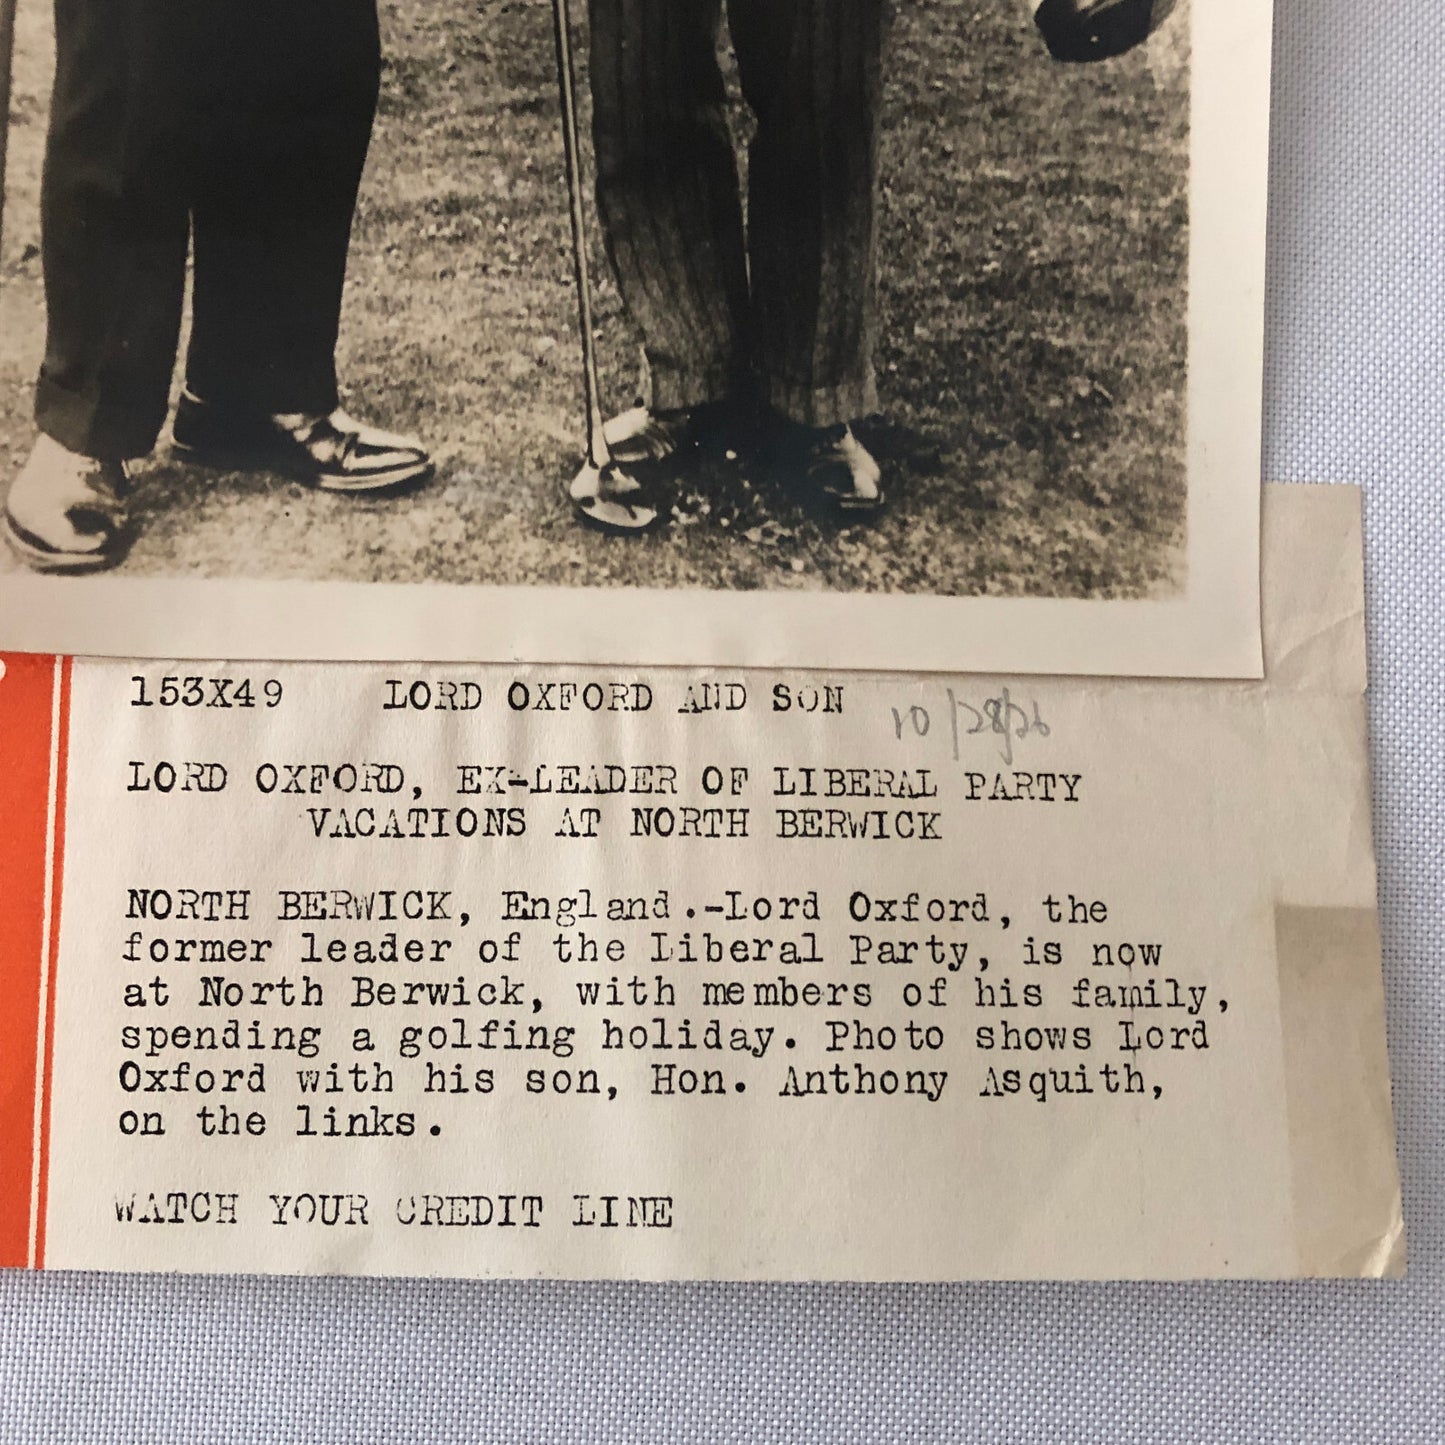 153X49 LORD OXFORD AND SON 10/28/26
LORD OXFORD, EX-LEADER OF LIBERAL PARTY
VACATIONS AT NORTH BERWICK
NORTH BERWICK, England.-Lord Oxford, the
former leader of the Liberal Party, is now
at North Berwick, with members of his family,
spending a golfing holiday. Photo shows Lord
Oxford with his son, Hon. Anthony Asquith,
on the links.
WATCH YOUR CREDIT LINE